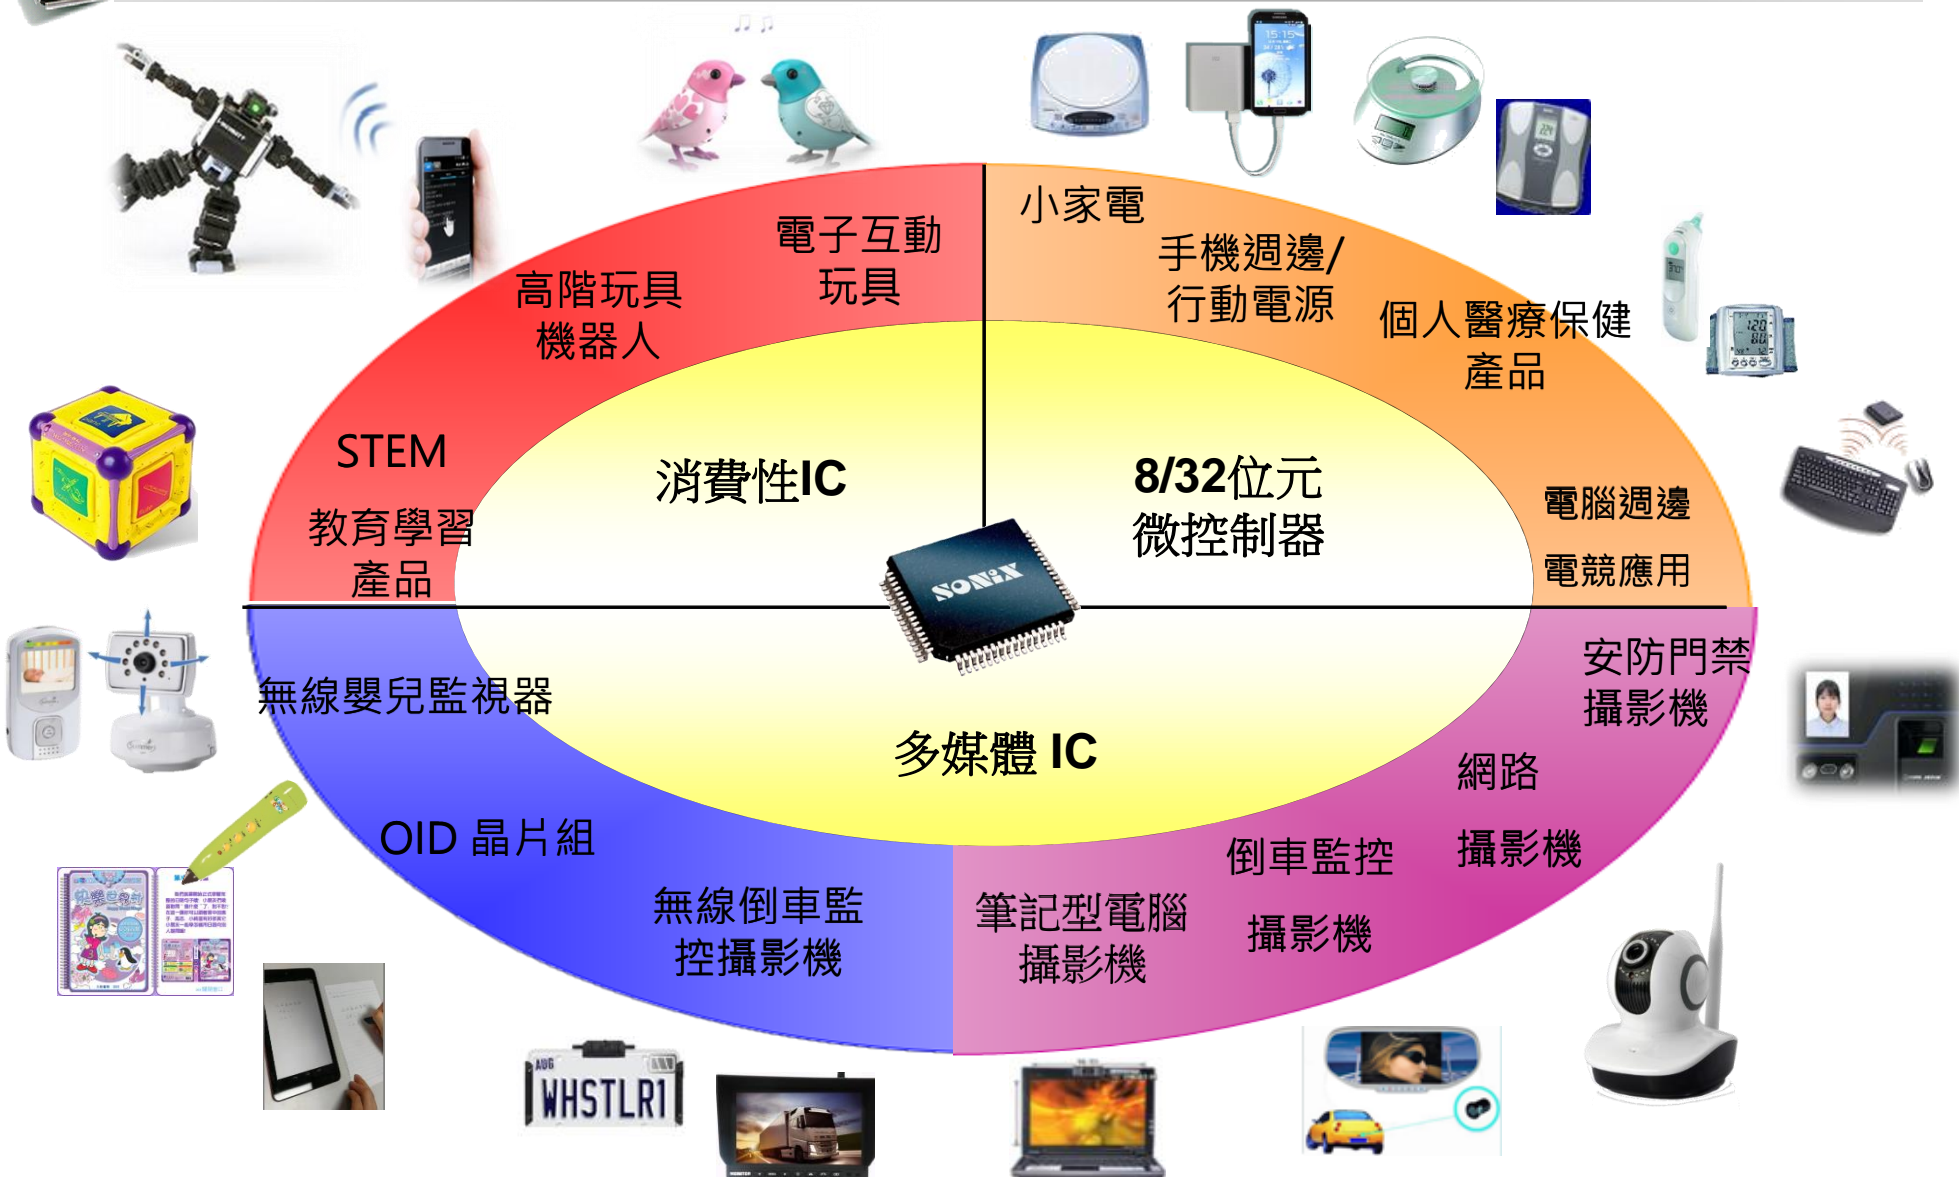 15:15
電子互動
玩具
小家電
手機週邊/
行動電源
高階玩具
機器人
個人醫療保健
產品
STEM
教育學習
產品
消費性IC
8/32位元
微控制器
電腦週邊
電競應用
SONiX
無線嬰兒監視器
安防門禁
攝影機
多媒體 IC
網路
攝影機
OID 晶片組
倒車監控
攝影機
無線倒車監
控攝影機
筆記型電腦
攝影機
AUG
WHSTLR1